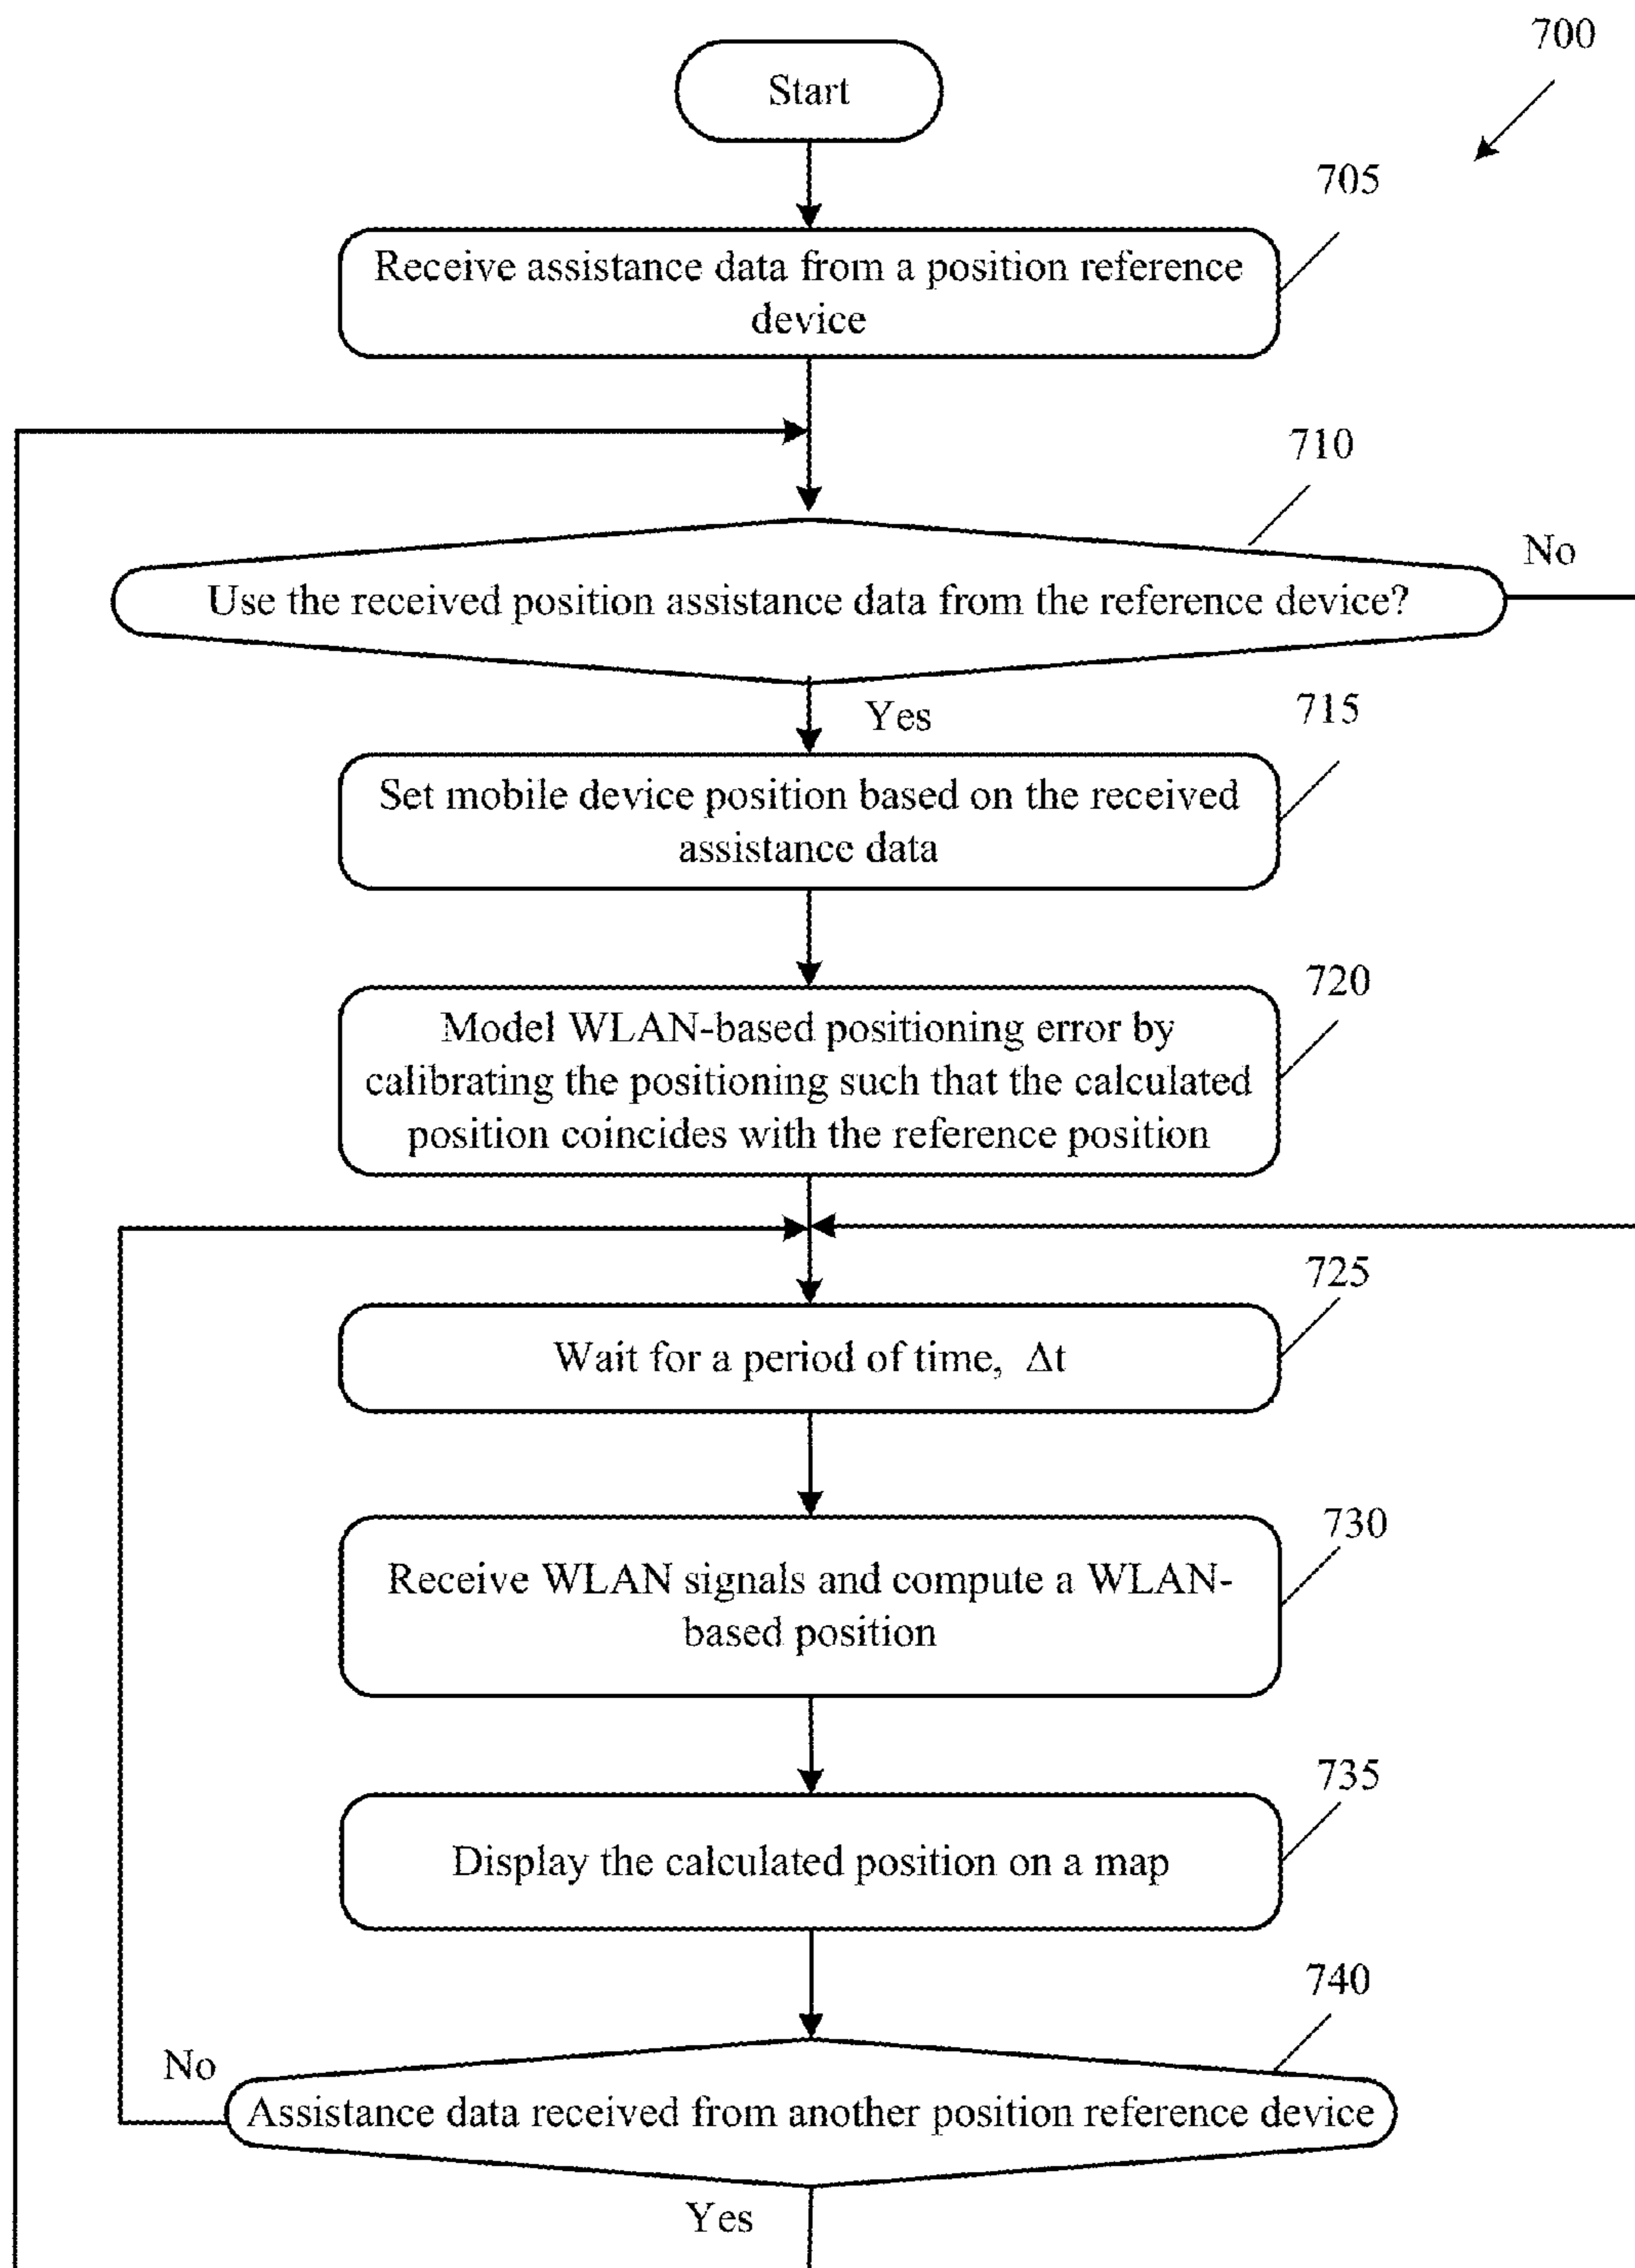 700
Start
705
Receive assistance data from a position reference
device
710
No
Use the received position assistance data from the reference device?
Yes
715
Set mobile device position based on the received
assistance data
720
Model WLAN-based positioning error by
calibrating the positioning such that the calculated
position coincides with the reference position
725
Wait for a period of time, Δt
730
Receive WLAN signals and compute a WLAN-
based position
735
Display the calculated position on a map
740
No
Assistance data received from another position reference device
Yes